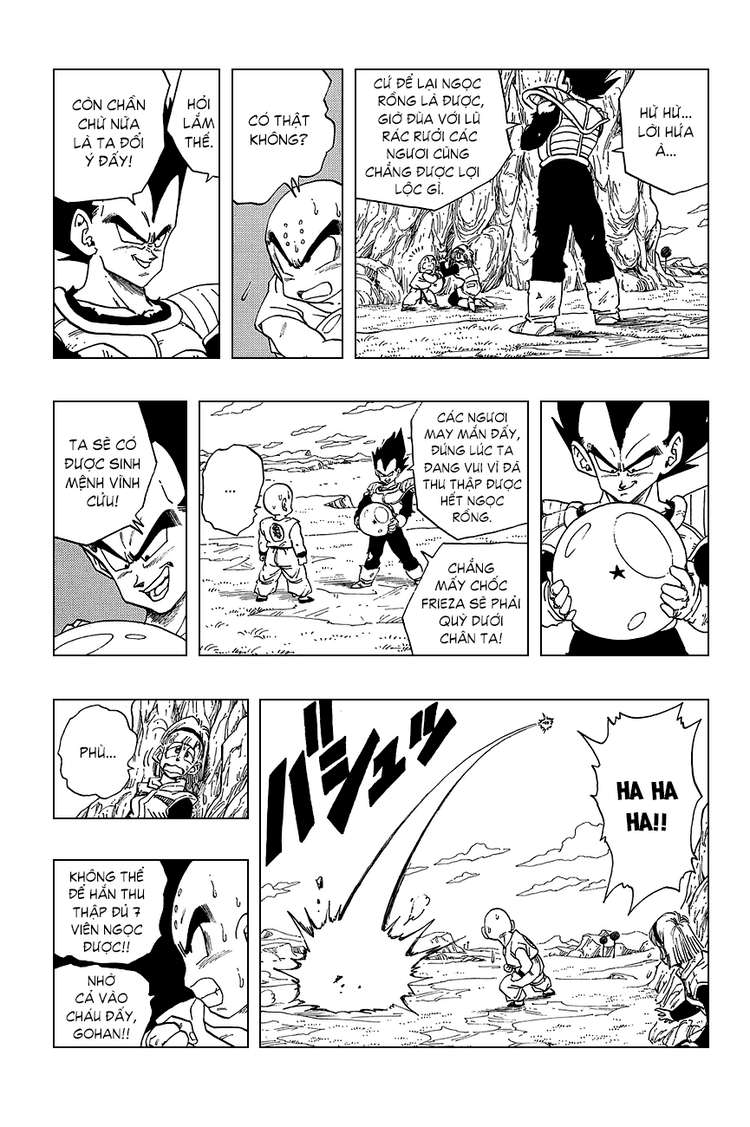 HỪ HỪ...
LỜI HỨA
À...
CỨ ĐỂ LẠI NGỌC
RỒNG LÀ ĐƯỢC,
GIỜ ĐÙA VỚI LŨ
RÁC RƯỞI CÁC
NGƯƠI CŨNG
CHẲNG ĐƯỢC LỢI
LỘC GÌ.
CÓ THẬT
KHÔNG?
HỎI
LẮM
THẾ.
CÒN CHẦN
CHỪ NỮA
LÀ TA ĐỔI
Ý ĐẤY!
CÁC NGƯƠI
MAY MẮN ĐẤY,
ĐÚNG LÚC TA
ĐANG VUI VÌ ĐÃ
THU THẬP ĐƯỢC
HẾT NGỌC
RỒNG.
CHẲNG
MẤY CHỐC
FRIEZA SẼ PHẢI
QUỲ DƯỚI
CHÂN TA!
...
TA SẼ CÓ
ĐƯỢC SINH
MỆNH VĨNH
CỬU!
HA HA
HA!!
バシュッ
PHÙ...
KHÔNG THỂ
ĐỂ HẮN THU
THẬP ĐỦ 7
VIÊN NGỌC
ĐƯỢC!!
NHỜ
CẢ VÀO
CHÁU ĐẤY,
GOHAN!!